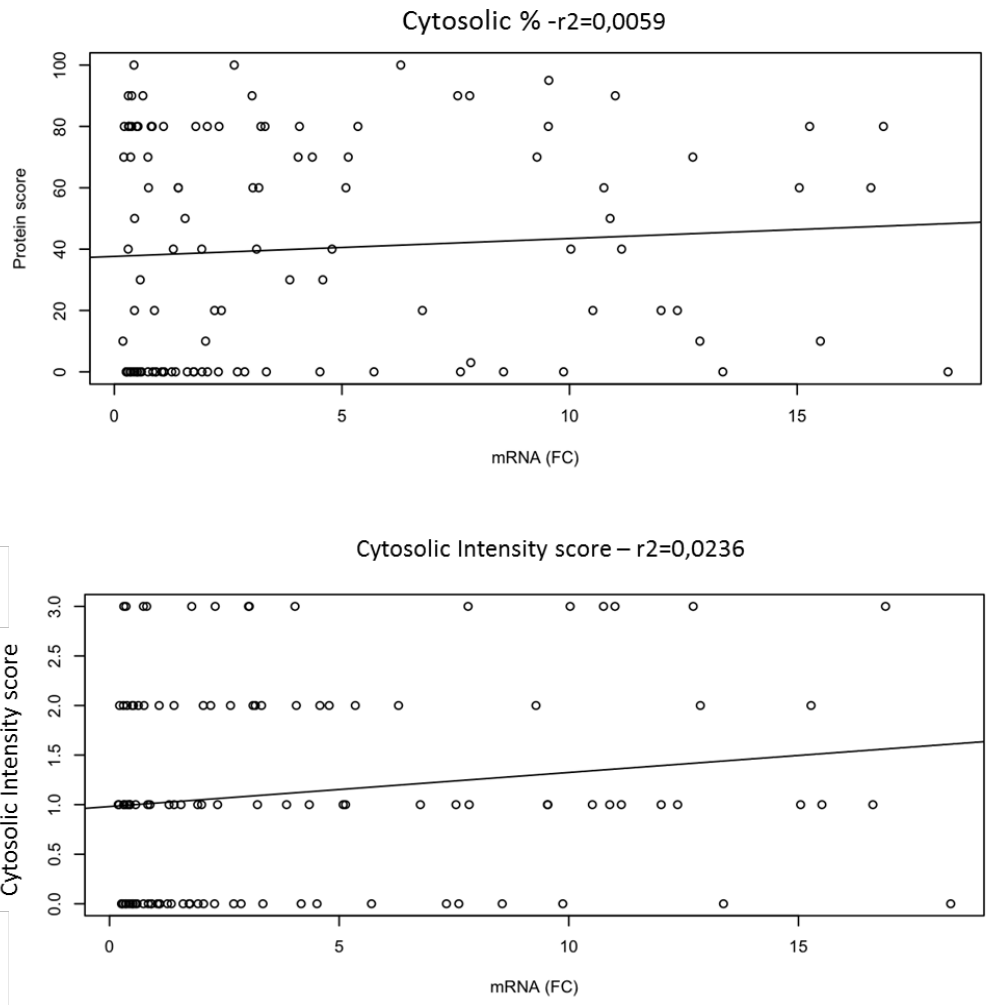 Cytosolic % -r2=0,0059
100
80
60
40
20
0
Protein score
0 5 10 15
mRNA (FC)
Cytosolic Intensity score – r2=0,0236
3.0
2.5
2.0
1.5
1.0
0.5
0.0
Cytosolic Intensity score
0 5 10 15
mRNA (FC)